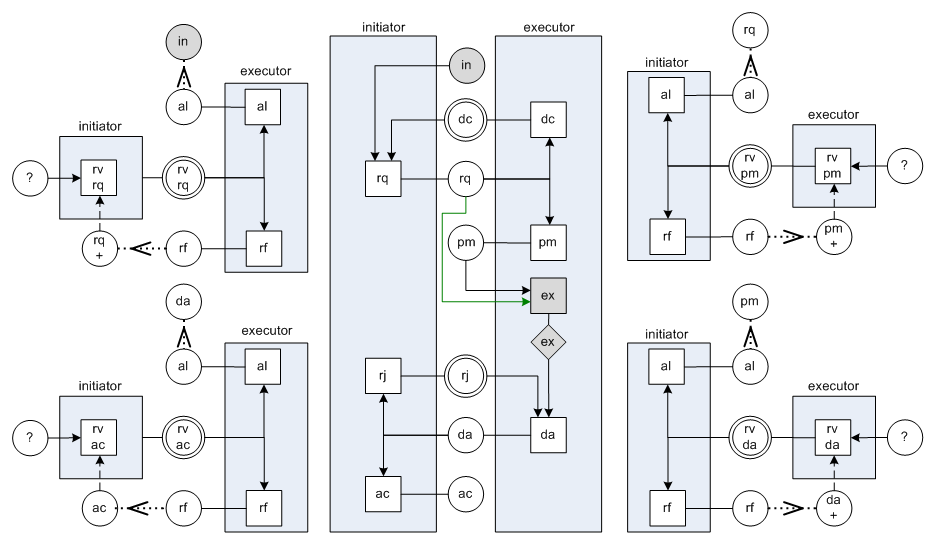 in
executor
al
al
initiator
?
rv
rq
rv
rq
rq
+
rf
rf
da
executor
al
al
initiator
?
rv
ac
rv
ac
ac
rf
rf
initiator
executor
in
dc
dc
rq
rq
pm
pm
ex
ex
rj
rj
da
da
ac
ac
rq
initiator
al
al
executor
rv
pm
rv
pm
?
rf
rf
pm
+
pm
initiator
al
al
executor
rv
da
rv
da
?
rf
rf
da
+